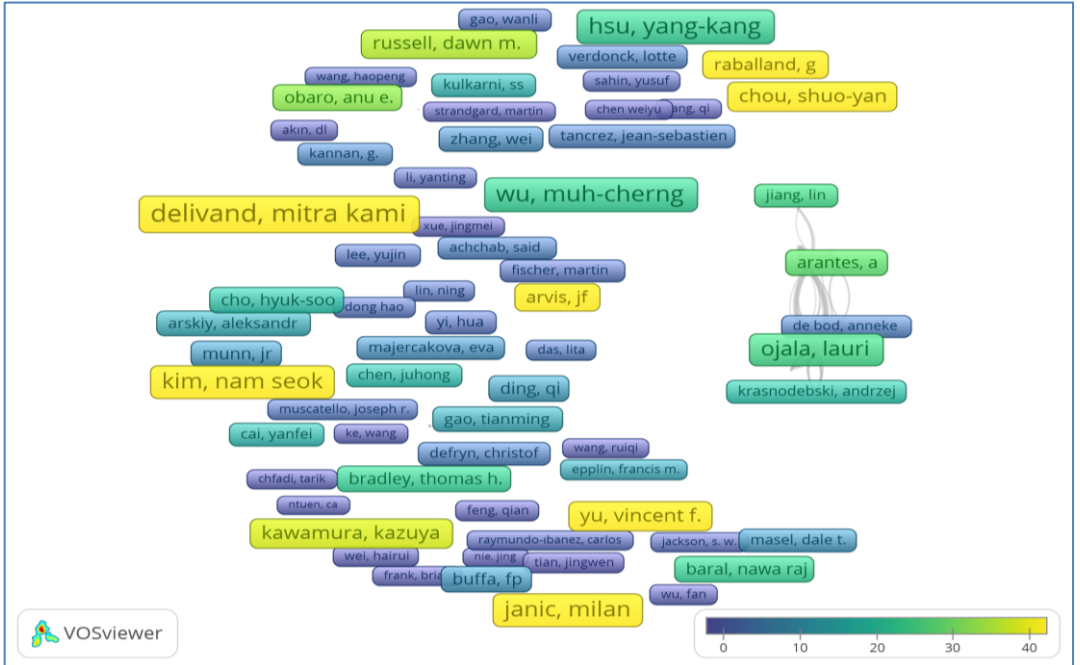 gao, wanli
hsu, yang-kang
russell, dawn m.
verdonck, lotte
raballand, g
wang, haopeng
kulkarni, ss
sahin, yusuf
chou, shuo-yan
obaro, anu e.
strandgard, martin
chen weiyu
qi
akın, dl
zhang, wei
tancrez, jean-sebastien
kannan, g.
li, yanting
wu, muh-cherng
jiang, lin
delivand, mitra kami
xue, jingmei
lee, yujin
achchab, said
arantes, a
fischer, martin
lin, ning
arvis, jf
cho, hyuk-soo
dong hao
arskiy, aleksandr
yi, hua
de bod, anneke
munn, jr
majercakova, eva
das, lita
ojala, lauri
kim, nam seok
chen, juhong
ding, qi
krasnodebski, andrzej
muscatello, joseph r.
gao, tianming
cai, yanfei
ke, wang
defryn, christof
wang, ruiqi
epplin, francis m.
chfadi, tarik
bradley, thomas h.
ntuen, ca
feng, qian
yu, vincent f.
kawamura, kazuya
raymundo-ibanez, carlos
jackson, s. w.
masel, dale t.
wei, hairui
nie, jing
tian, jingwen
baral, nawa raj
frank,
buffa, fp
wu, fan
janic, milan
VOSviewer
0 10 20 30 40